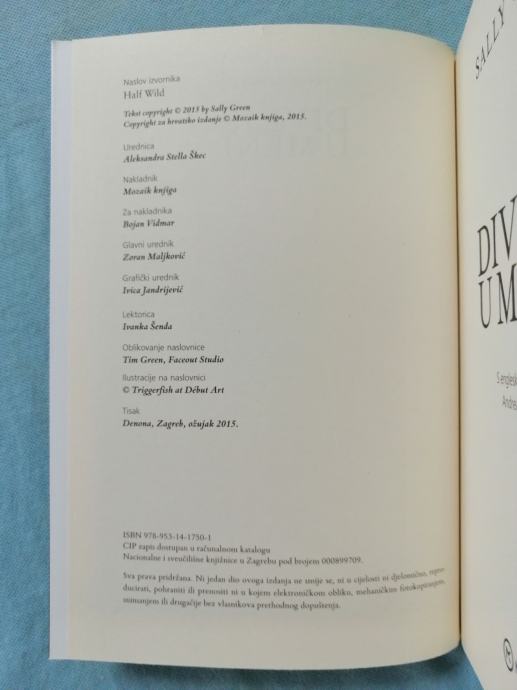 Naslov izvornika
Half Wild
Tekst copyright © 2015 by Sally Green
Copyright za hrvatsko izdanje © Mozaik knjiga, 2015.
Urednica
Aleksandra Stella Škec
Nakladnik
Mozaik knjiga
Za nakladnika
Bojan Vidmar
Glavni urednik
Zoran Maljković
Grafički urednik
Ivica Jandrijević
Lektorica
Ivanka Šenda
Oblikovanje naslovnice
Tim Green, Faceout Studio
Ilustracije na naslovnici
© Triggerfish at Début Art
Tisak
Denona, Zagreb, ožujak 2015.
ISBN 978-953-14-1750-1
CIP zapis dostupan u računalnom katalogu
Nacionalne i sveučilišne knjižnice u Zagrebu pod brojem 000899709.
Sva prava pridržana. Ni jedan dio ovoga izdanja ne smije se, ni u cijelosti ni djelomično, repro-
ducirati, pohraniti ili prenositi ni u kojem elektroničkom obliku, mehaničkim fotokopiranjem,
snimanjem ili drugačije bez vlasnikova prethodnog dopuštenja.
SALLY
DIV
UM
S englesk
Andre